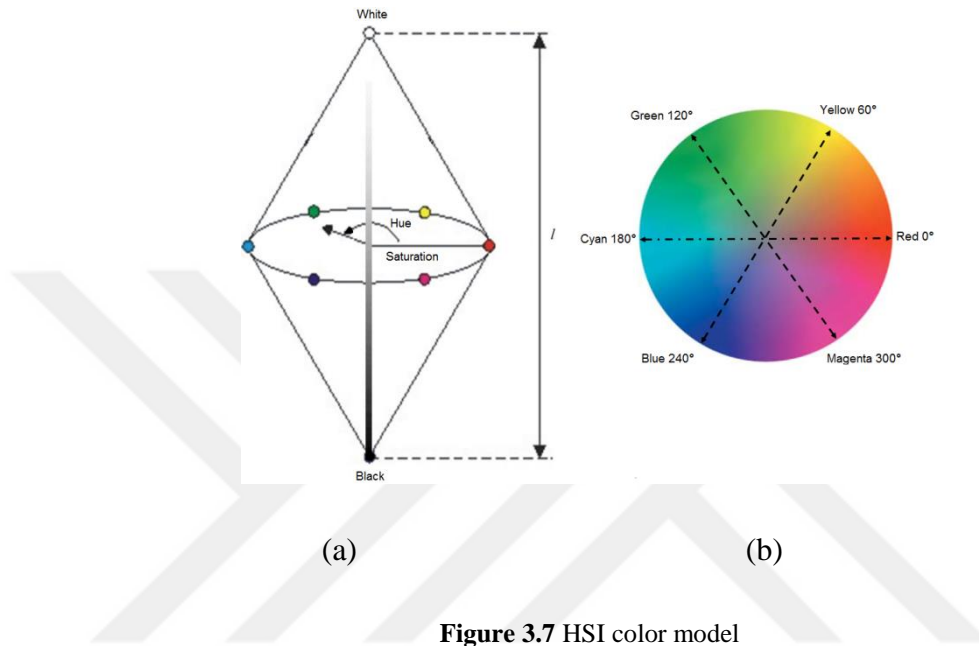 White
Green 120°
Yellow 60°
Hue
Saturation
I
Cyan 180°
Red 0°
Blue 240°
Magenta 300°
Black
(a)
(b)
Figure 3.7 HSI color model